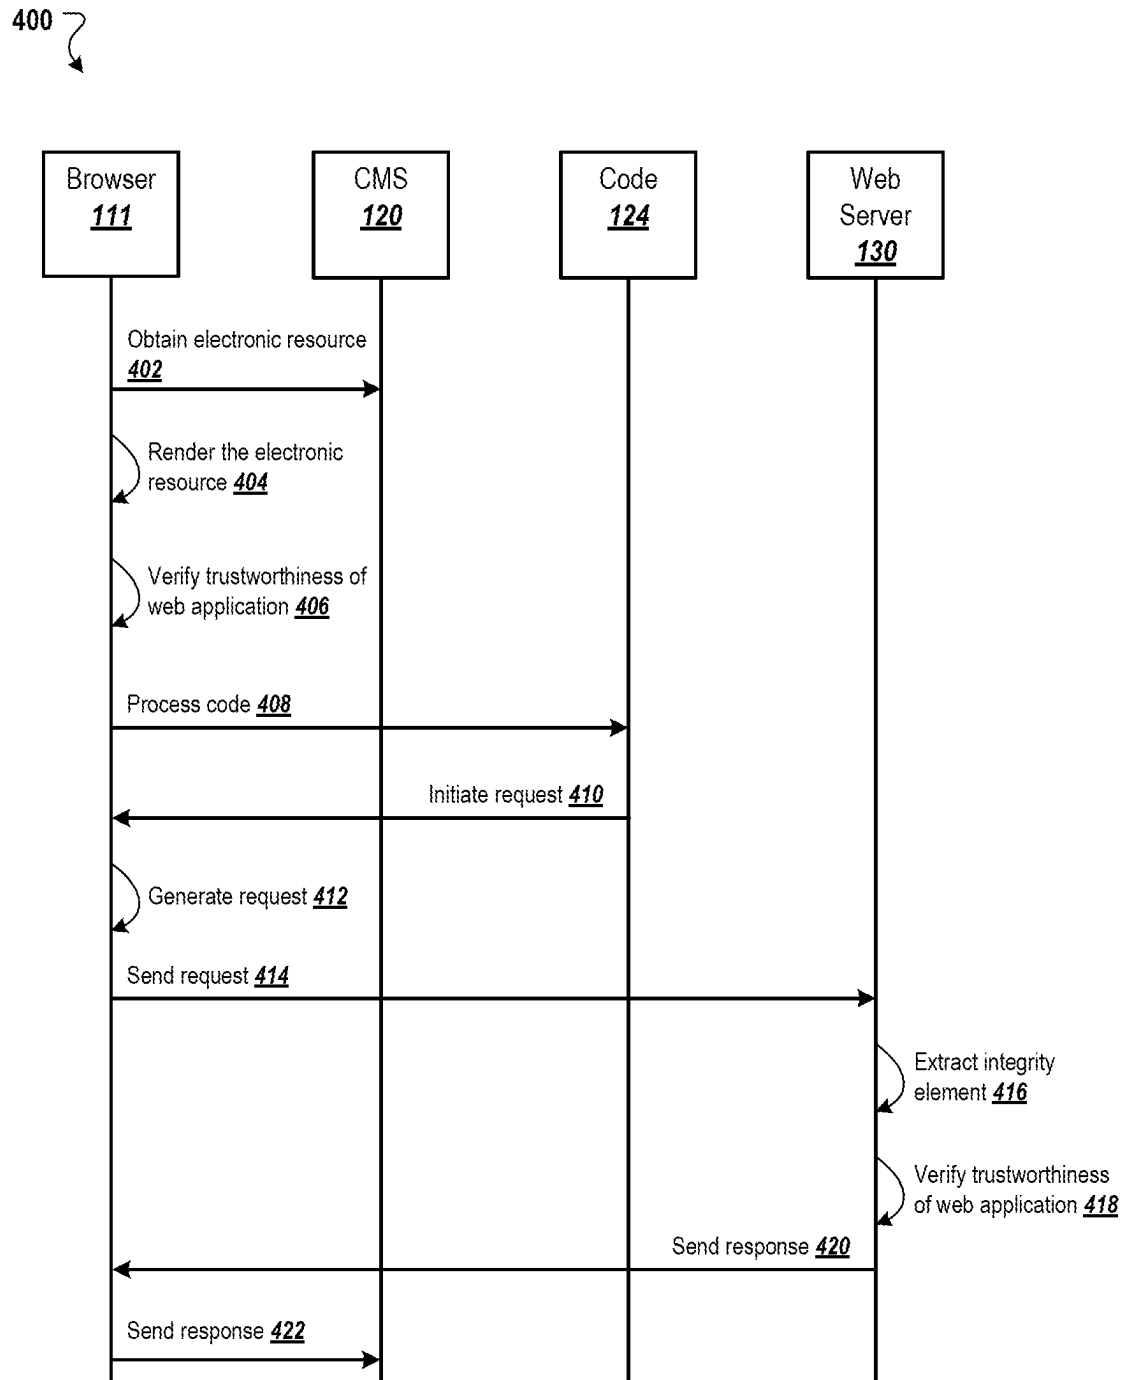 400
Browser
111
CMS
120
Code
124
Web
Server
130
Obtain electronic resource
402
Render the electronic
resource 404
Verify trustworthiness of
web application 406
Process code 408
Initiate request 410
Generate request 412
Send request 414
Extract integrity
element 416
Verify trustworthiness
of web application 418
Send response 420
Send response 422